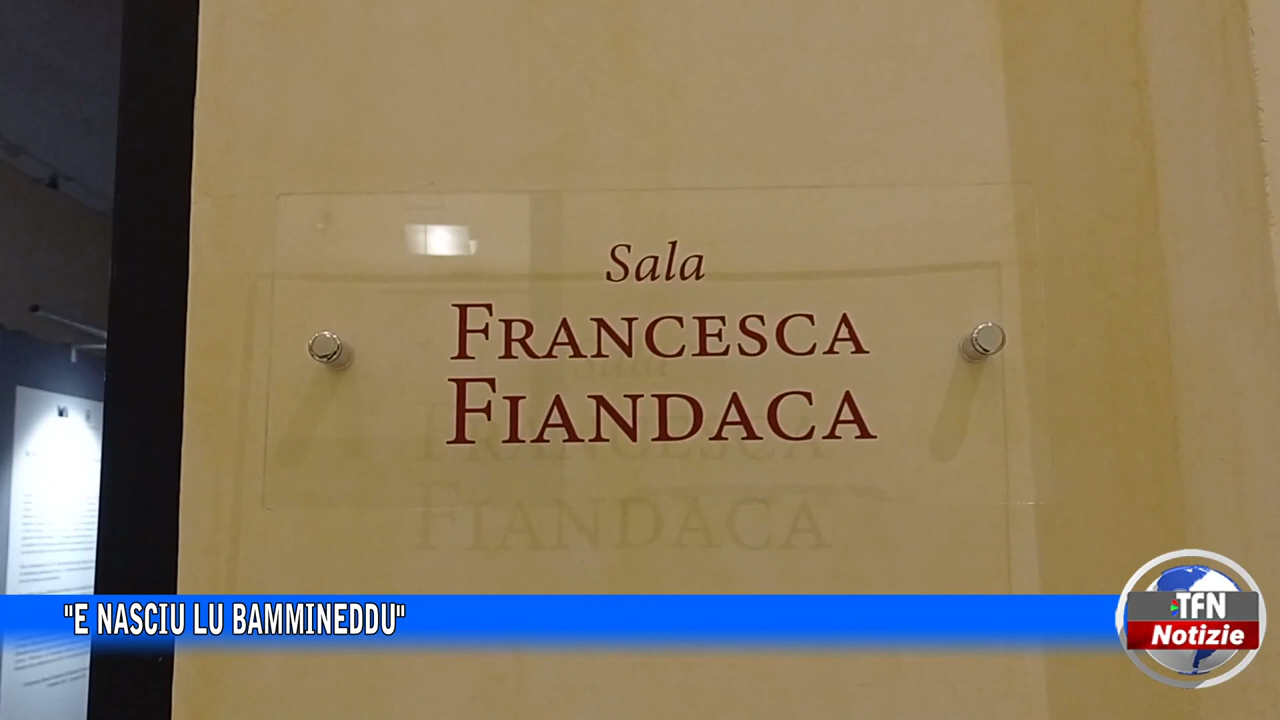 Sala
FRANCESCA
FIANDACA
"E NASCIU LU BAMMINEDDU"
TFN
Notizie